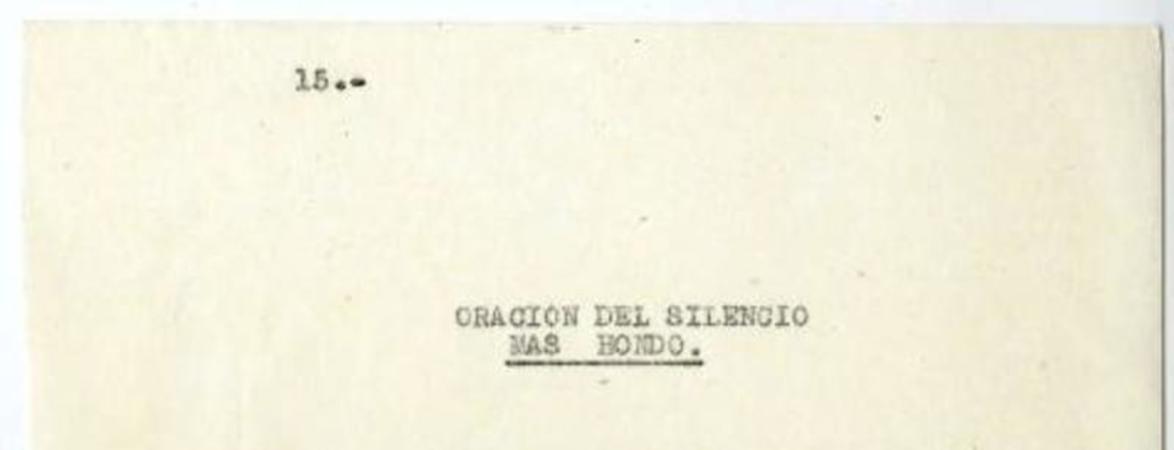 15.-
ORACION DEL SILENCIO
MAS HONDO.